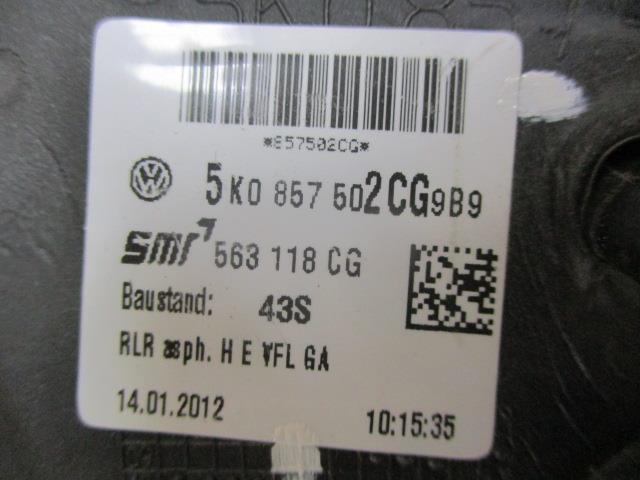 *857502CG*
5K0 857 502CG9B9
smr 563 118 CG
Baustand: 43S
RLR asph. H E VFL GA
14.01.2012 10:15:35